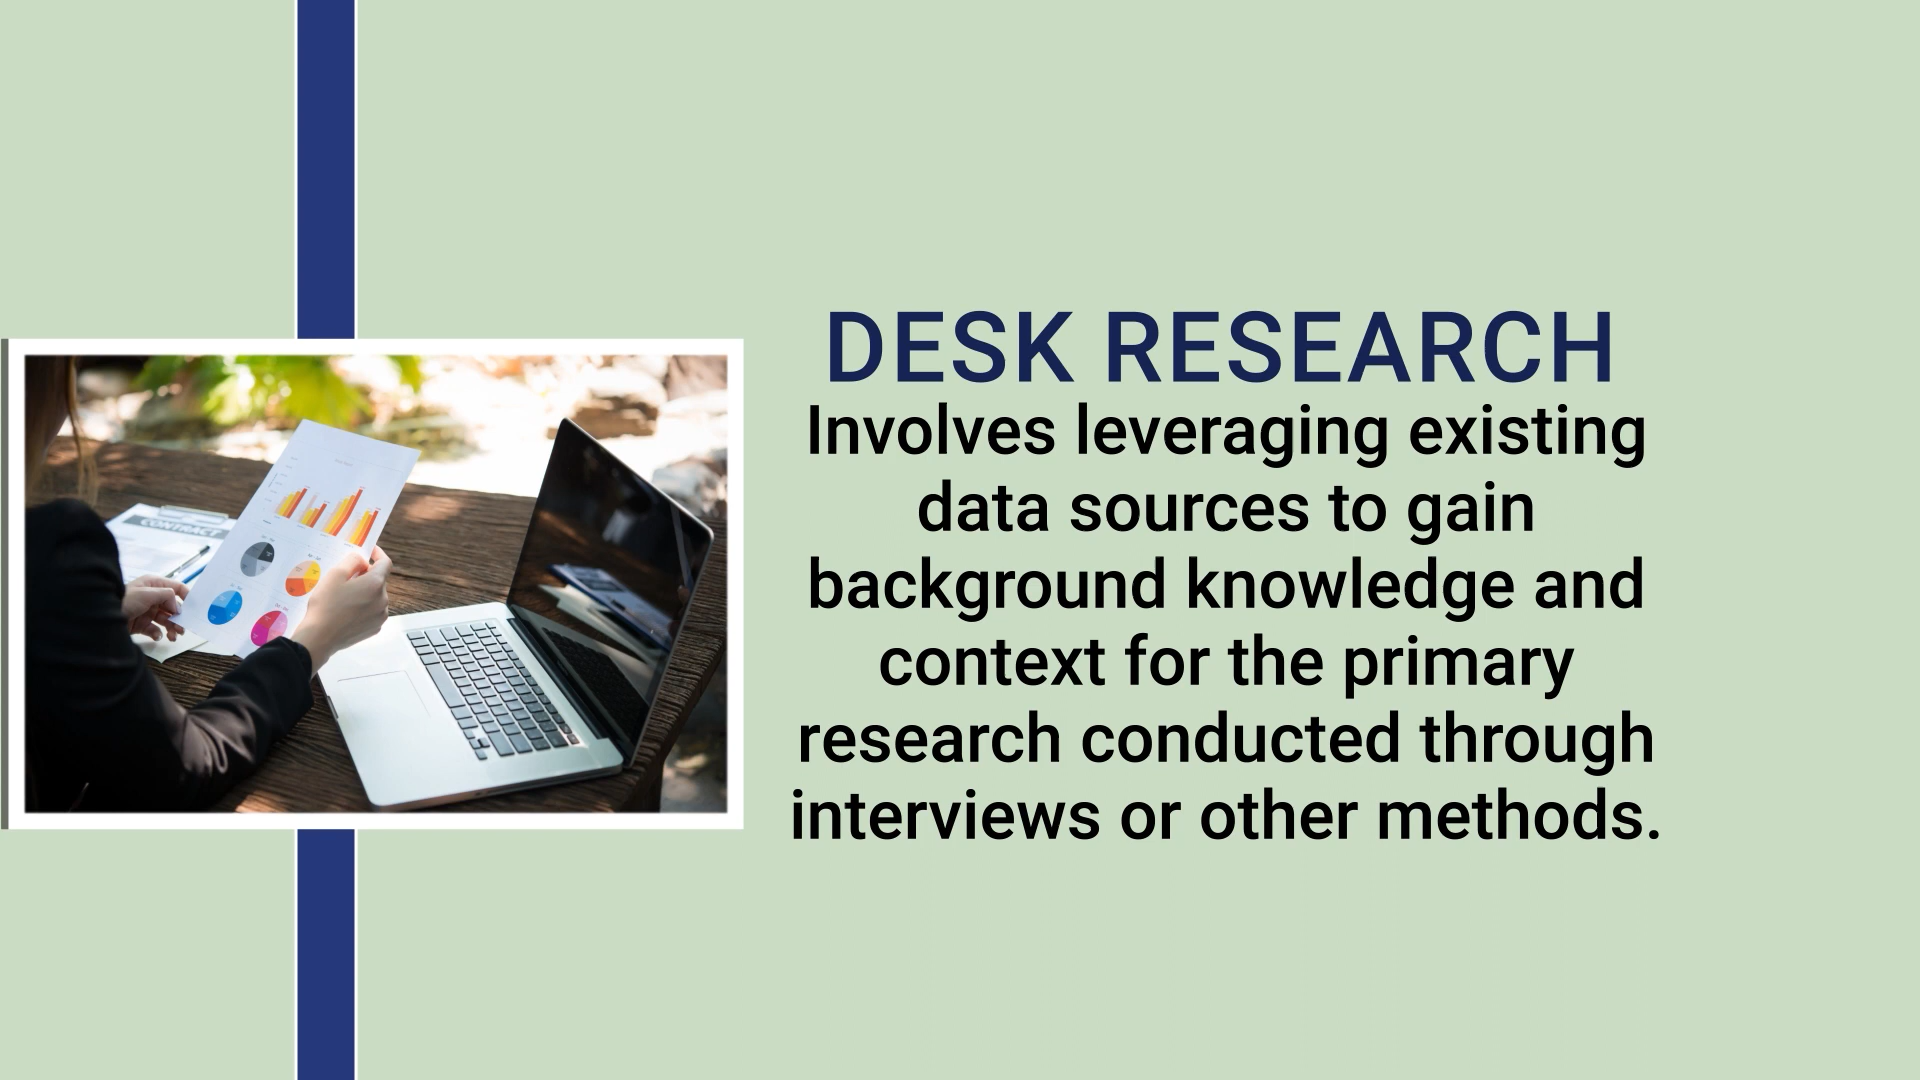 DESK RESEARCH
Involves leveraging existing
data sources to gain
background knowledge and
context for the primary
research conducted through
interviews or other methods.
CONTRACT